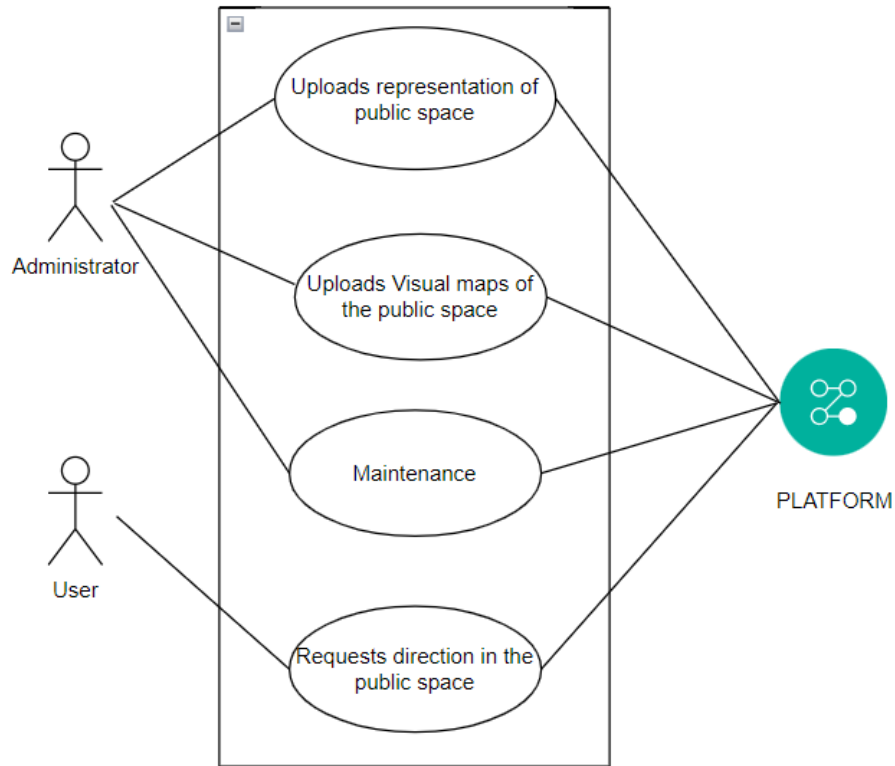 Uploads representation of
public space
Administrator
Uploads Visual maps of
the public space
Maintenance
PLATFORM
User
Requests direction in the
public space